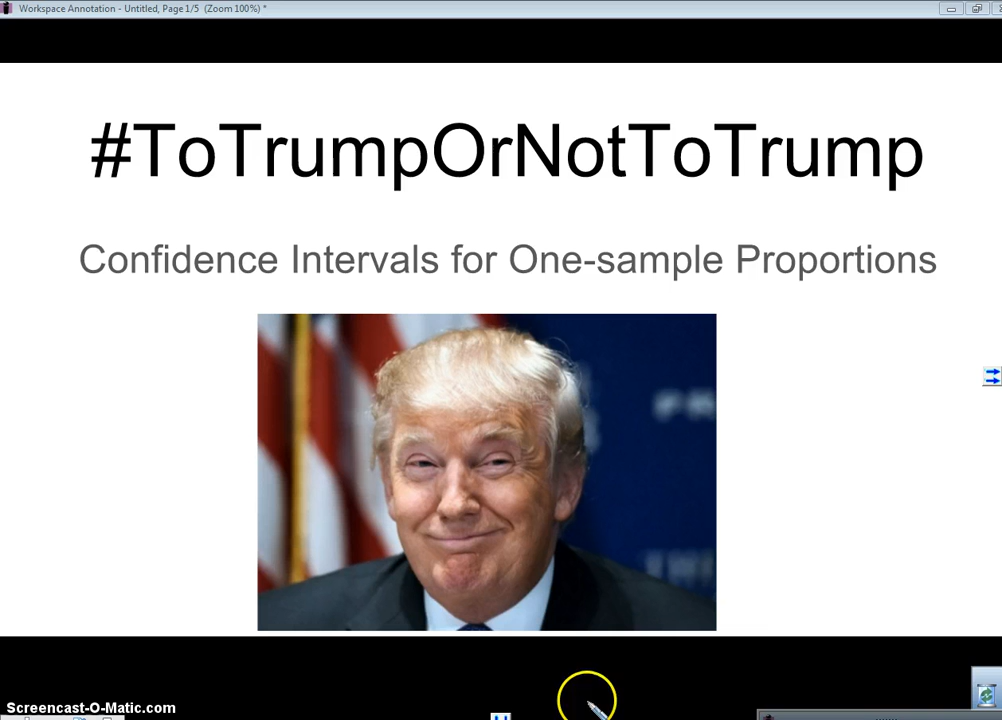 Workspace Annotation - Untitled, Page 1/5 (Zoom 100%) *
#ToTrumpOrNotToTrump
Confidence Intervals for One-sample Proportions
Screencast-O-Matic.com